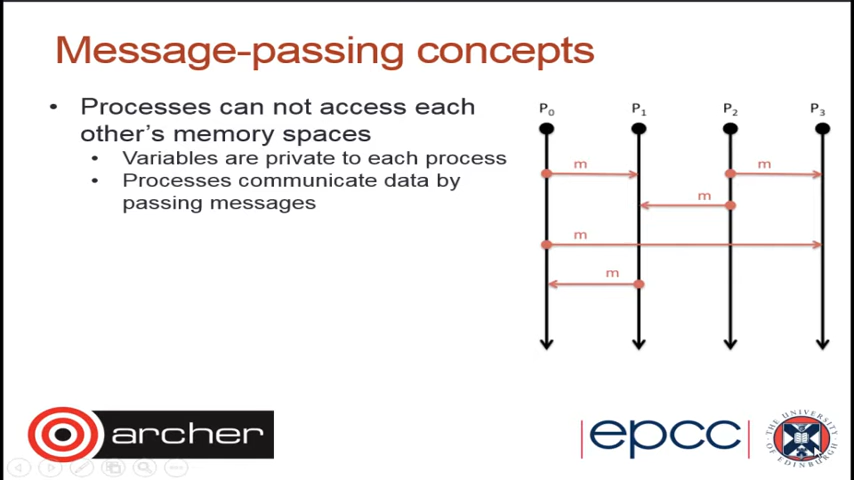 Message-passing concepts
• Processes can not access each
other's memory spaces
• Variables are private to each process
• Processes communicate data by
passing messages
P0 P1 P2 P3
m m
m
m
m
archer
epcc
THE UNIVERSITY OF EDINBURGH